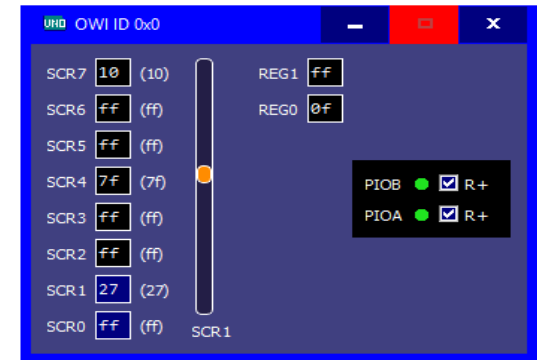 UNO OWI ID 0x0
SCR7 10 (10) REG1 ff
SCR6 ff (ff) REG0 0f
SCR5 ff (ff)
SCR4 7f (7f) PIOB R+
SCR3 ff (ff) PIOA R+
SCR2 ff (ff)
SCR1 27 (27)
SCR0 ff (ff) SCR1